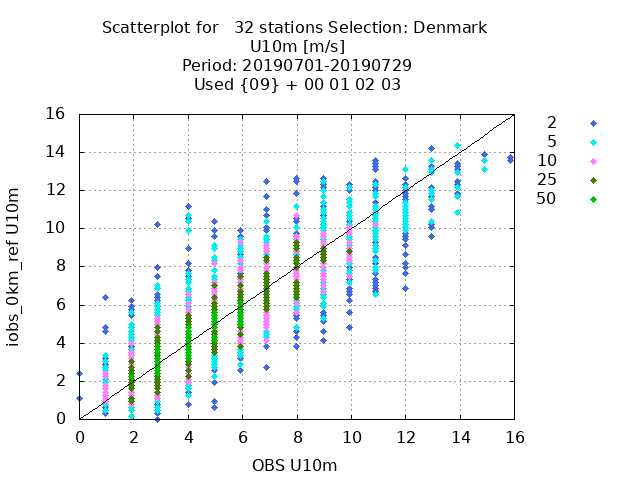 Scatterplot for   32 stations Selection: Denmark
U10m [m/s]
Period: 20190701-20190729
Used {09} + 00 01 02 03
16
14
12
10
8
6
4
2
0
iobs_0km_ref U10m
0 2 4 6 8 10 12 14 16
OBS U10m
2
5
10
25
50